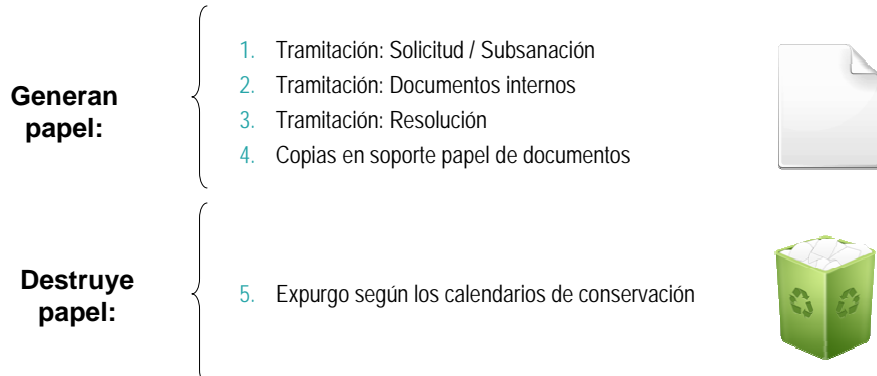 Generan
papel:
1. Tramitación: Solicitud / Subsanación
2. Tramitación: Documentos internos
3. Tramitación: Resolución
4. Copias en soporte papel de documentos
Destruye
papel:
5. Expurgo según los calendarios de conservación